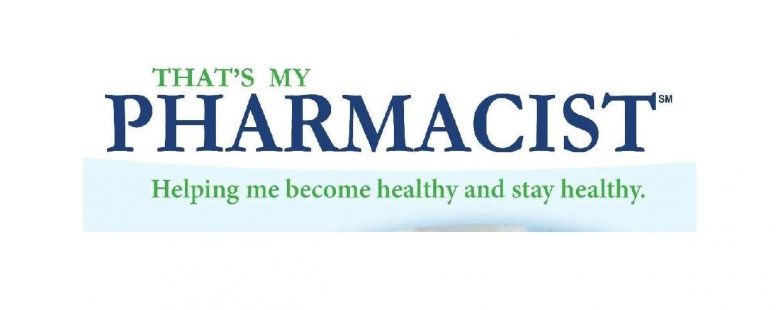 THAT'S MY
PHARMACIST℠
Helping me become healthy and stay healthy.